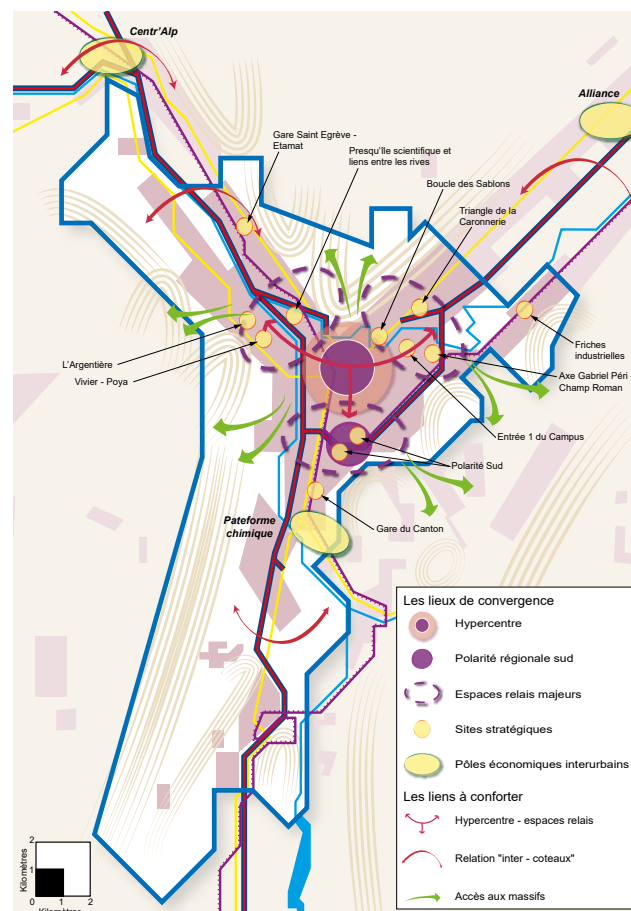 Centr'Alp
Alliance
Gare Saint Egrève -
Etamat
Presqu'île scientifique et
liens entre les rives
Boucle des Sablons
Triangle de la
Caronnerie
L'Argentière
Vivier - Poya
Friches
industrielles
Axe Gabriel Péri -
Champ Roman
Entrée 1 du Campus
Polarité Sud
Gare du Canton
Pateforme
chimique
Les lieux de convergence
Hypercentre
Polarité régionale sud
Espaces relais majeurs
Sites stratégiques
Pôles économiques interurbains
Les liens à conforter
Hypercentre - espaces relais
Relation "inter - coteaux"
Accès aux massifs
2
1
0
Kilomètres
0 1 2
Kilomètres